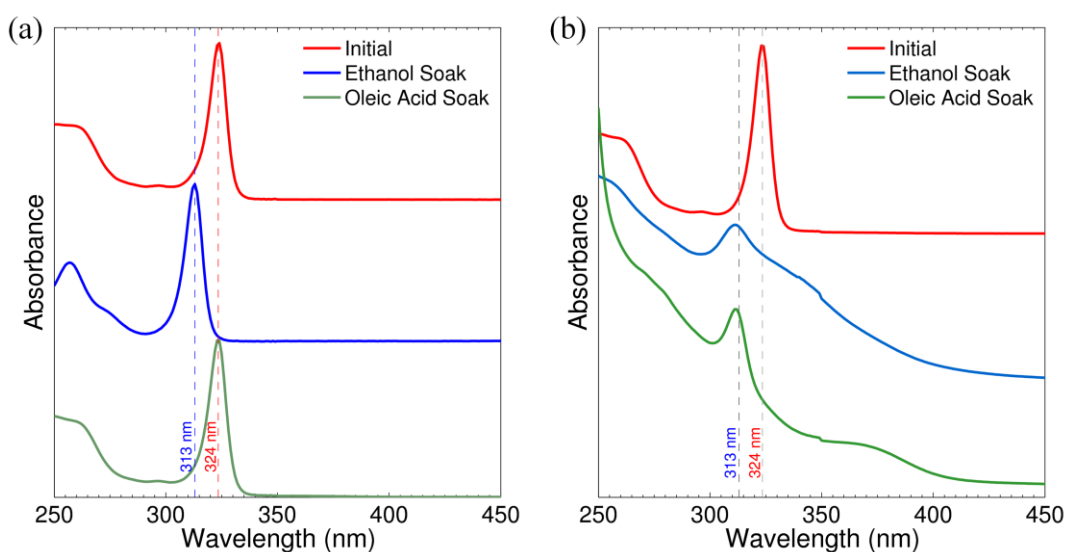 (a)
Initial
Ethanol Soak
Oleic Acid Soak
Absorbance
313 nm
324 nm
250 300 350 400 450
Wavelength (nm)
(b)
Initial
Ethanol Soak
Oleic Acid Soak
Absorbance
313 nm
324 nm
250 300 350 400 450
Wavelength (nm)